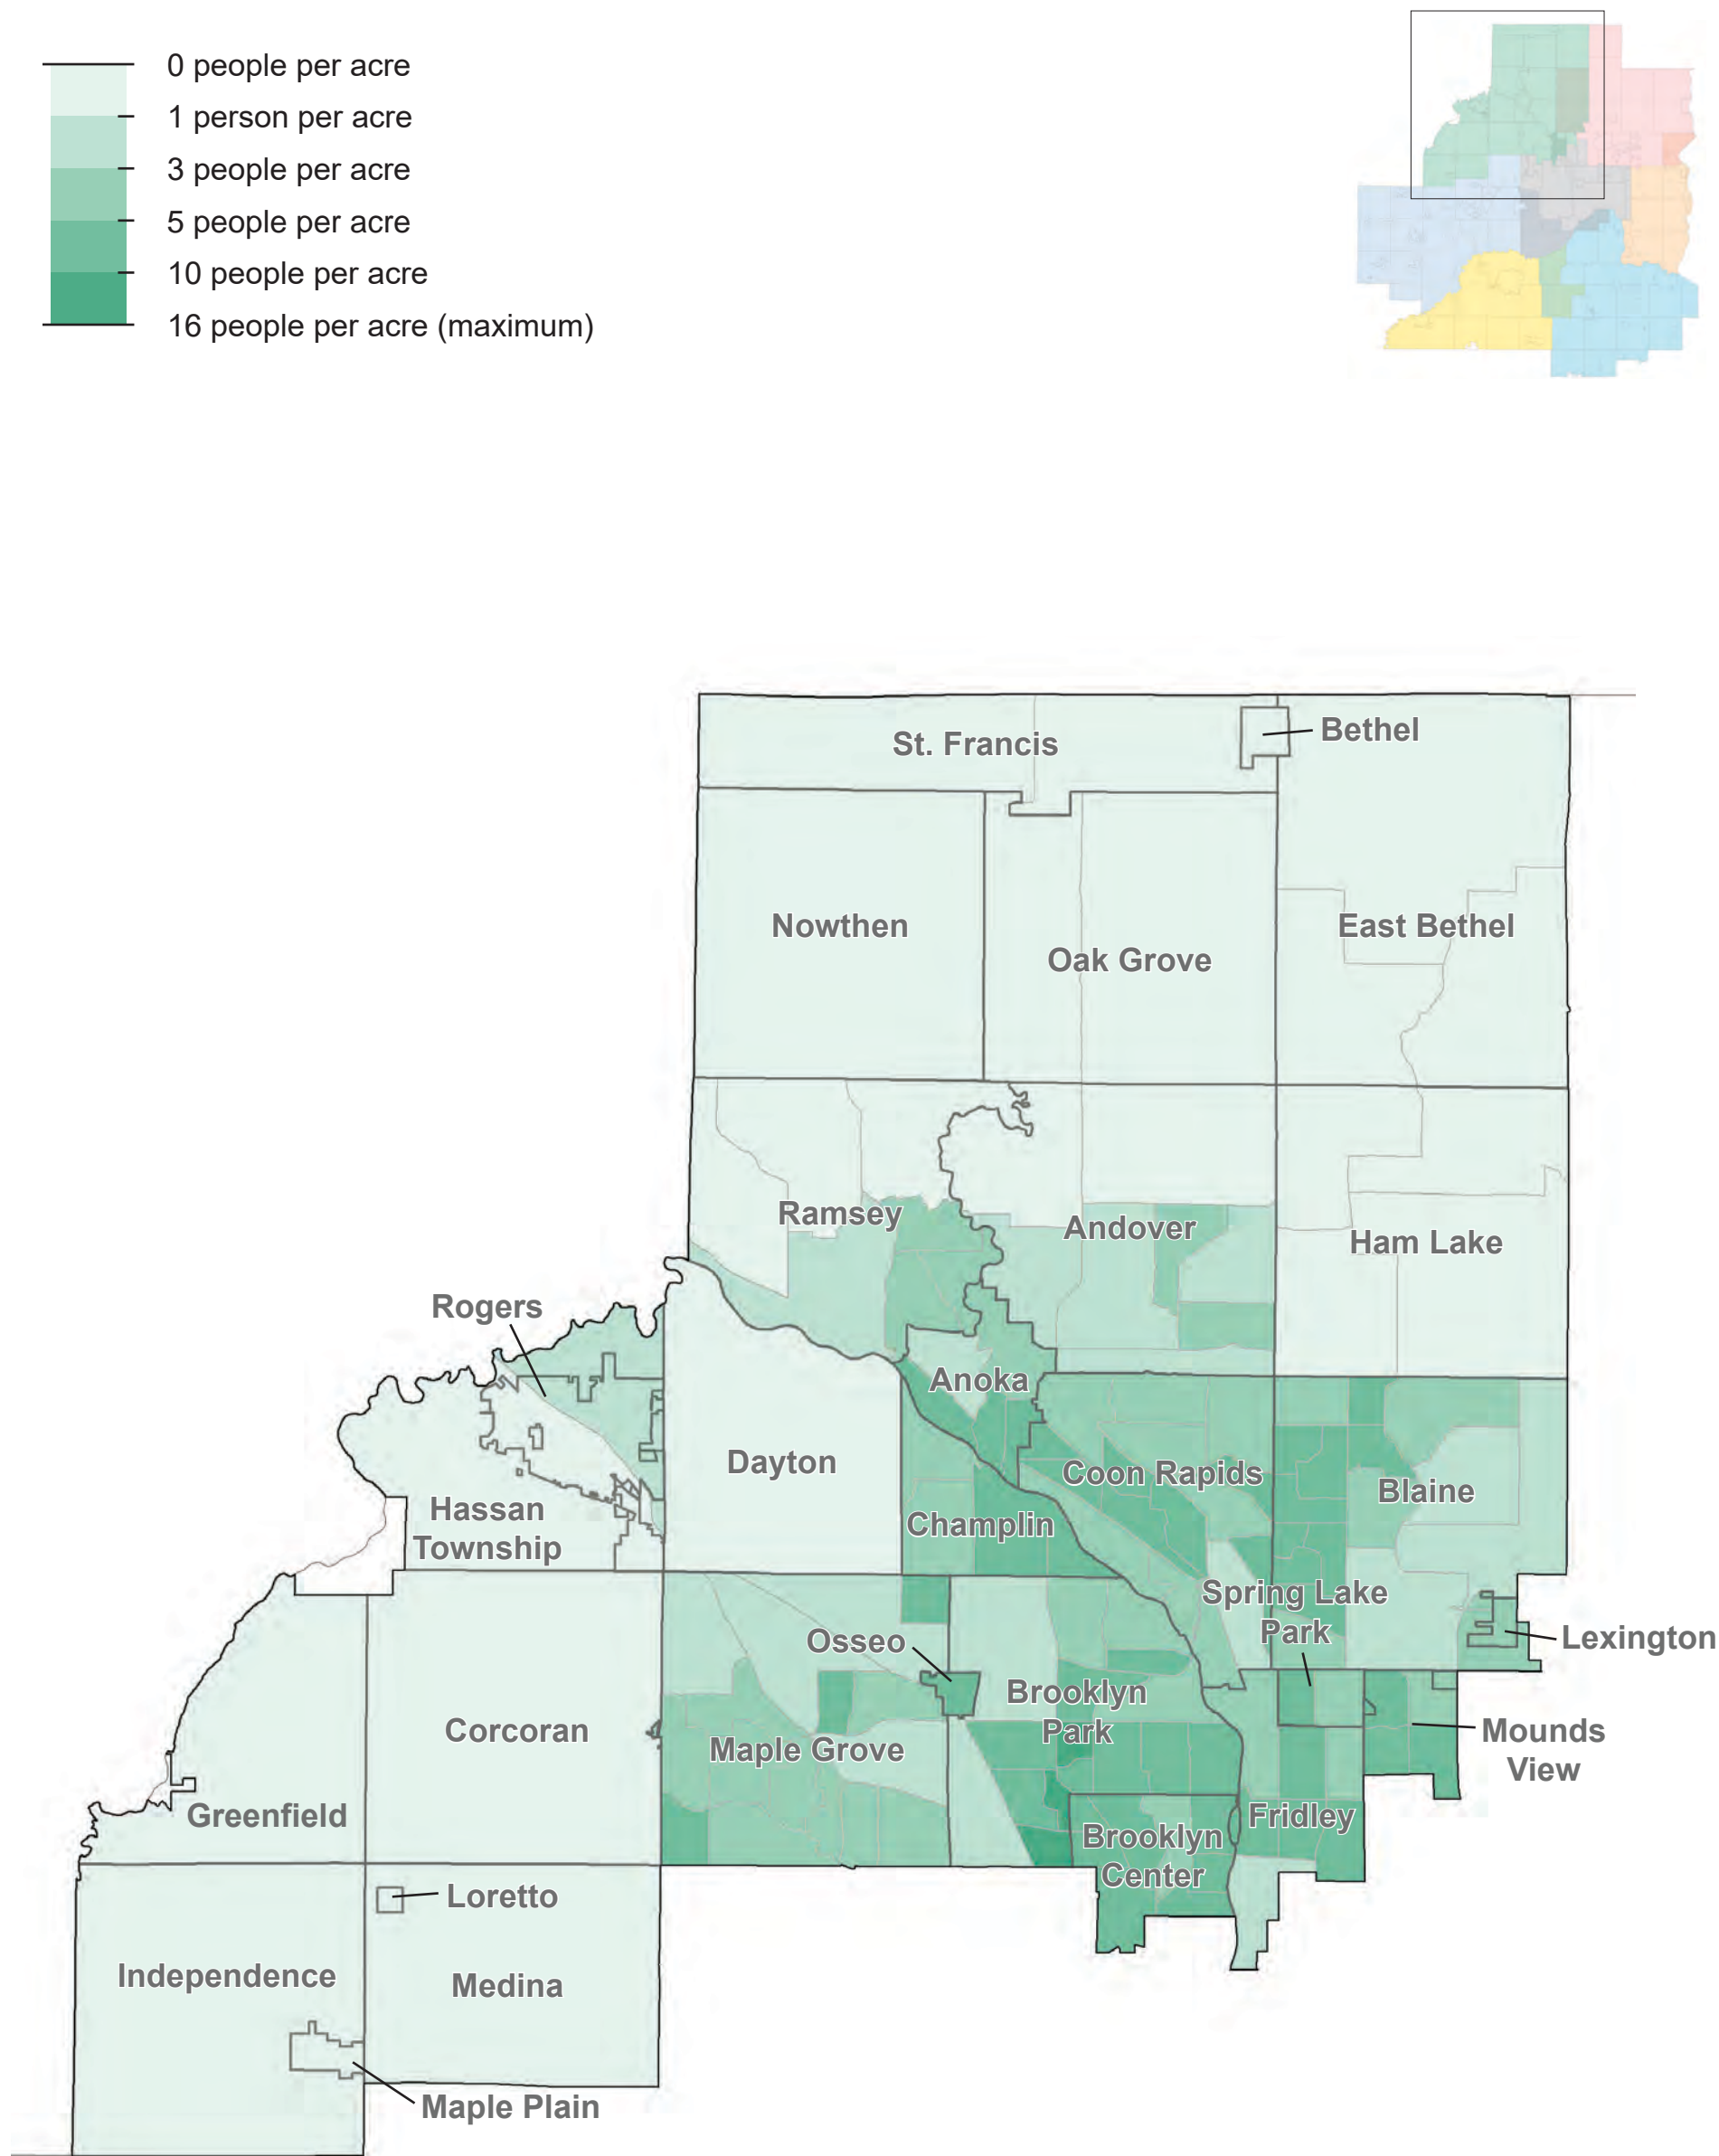 0 people per acre
1 person per acre
3 people per acre
5 people per acre
10 people per acre
16 people per acre (maximum)
St. Francis
Bethel
Nowthen
East Bethel
Oak Grove
Ramsey
Andover
Ham Lake
Rogers
Anoka
Dayton
Coon Rapids
Blaine
Hassan
Township
Champlin
Spring Lake
Park
Osseo
Lexington
Brooklyn
Park
Corcoran
Maple Grove
Mounds
View
Greenfield
Fridley
Brooklyn
Center
Loretto
Independence
Medina
Maple Plain